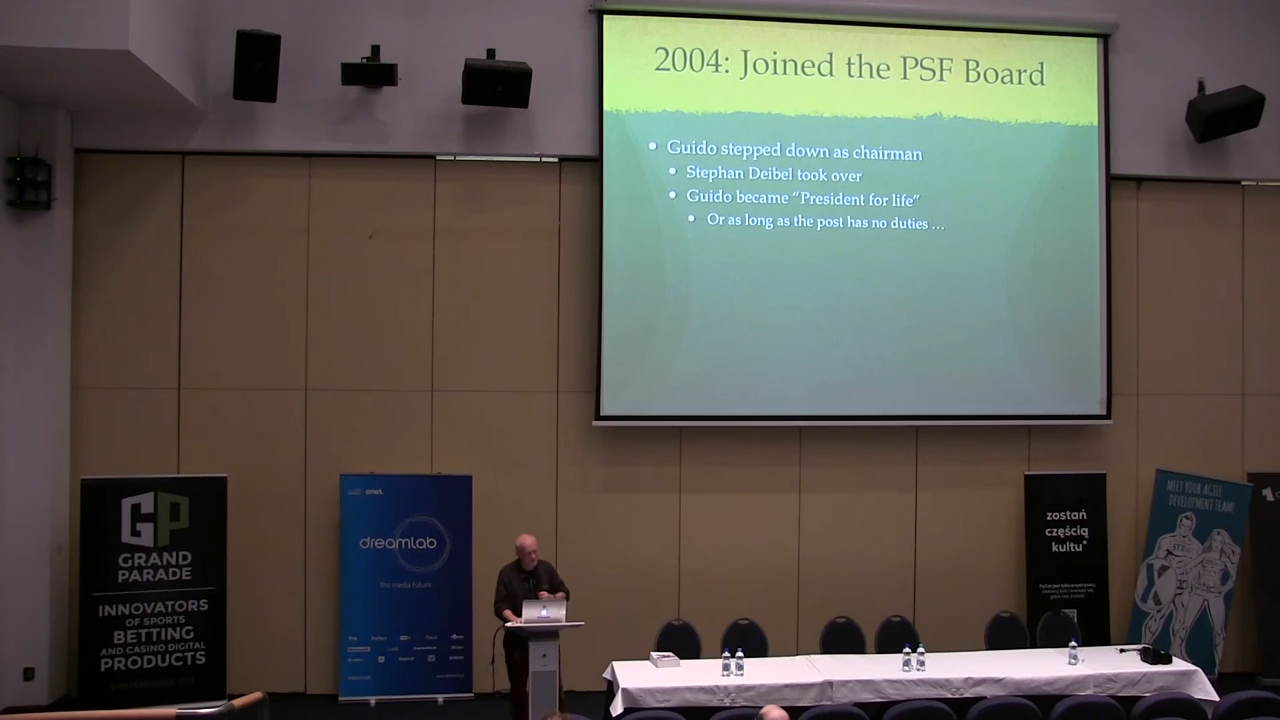 2004: Joined the PSF Board
Guido stepped down as chairman
Stephan Deibel took over
Guido became “President for life”
Or as long as the post has no duties ...
GP
GRAND
PARADE
INNOVATORS
OF SPORTS
BETTING
AND CASINO DIGITAL
PRODUCTS
onet.
dreamlab
The media future.
zostań
częścią
kultu*
MEET YOUR AGILE
DEVELOPMENT TEAM!